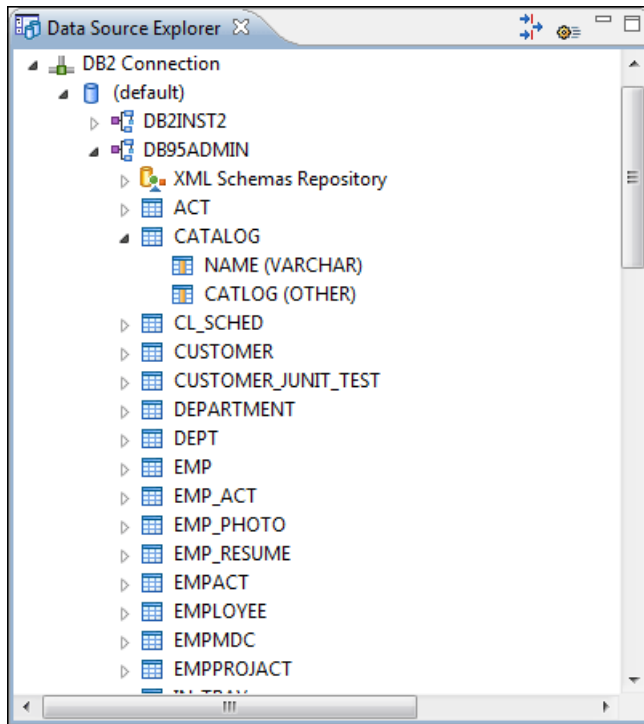 Data Source Explorer
DB2 Connection
(default)
DB2INST2
DB95ADMIN
XML Schemas Repository
ACT
CATALOG
NAME (VARCHAR)
CATLOG (OTHER)
CL_SCHED
CUSTOMER
CUSTOMER_JUNIT_TEST
DEPARTMENT
DEPT
EMP
EMP_ACT
EMP_PHOTO
EMP_RESUME
EMPACT
EMPLOYEE
EMPMDC
EMPPROJACT
IN_TRAY